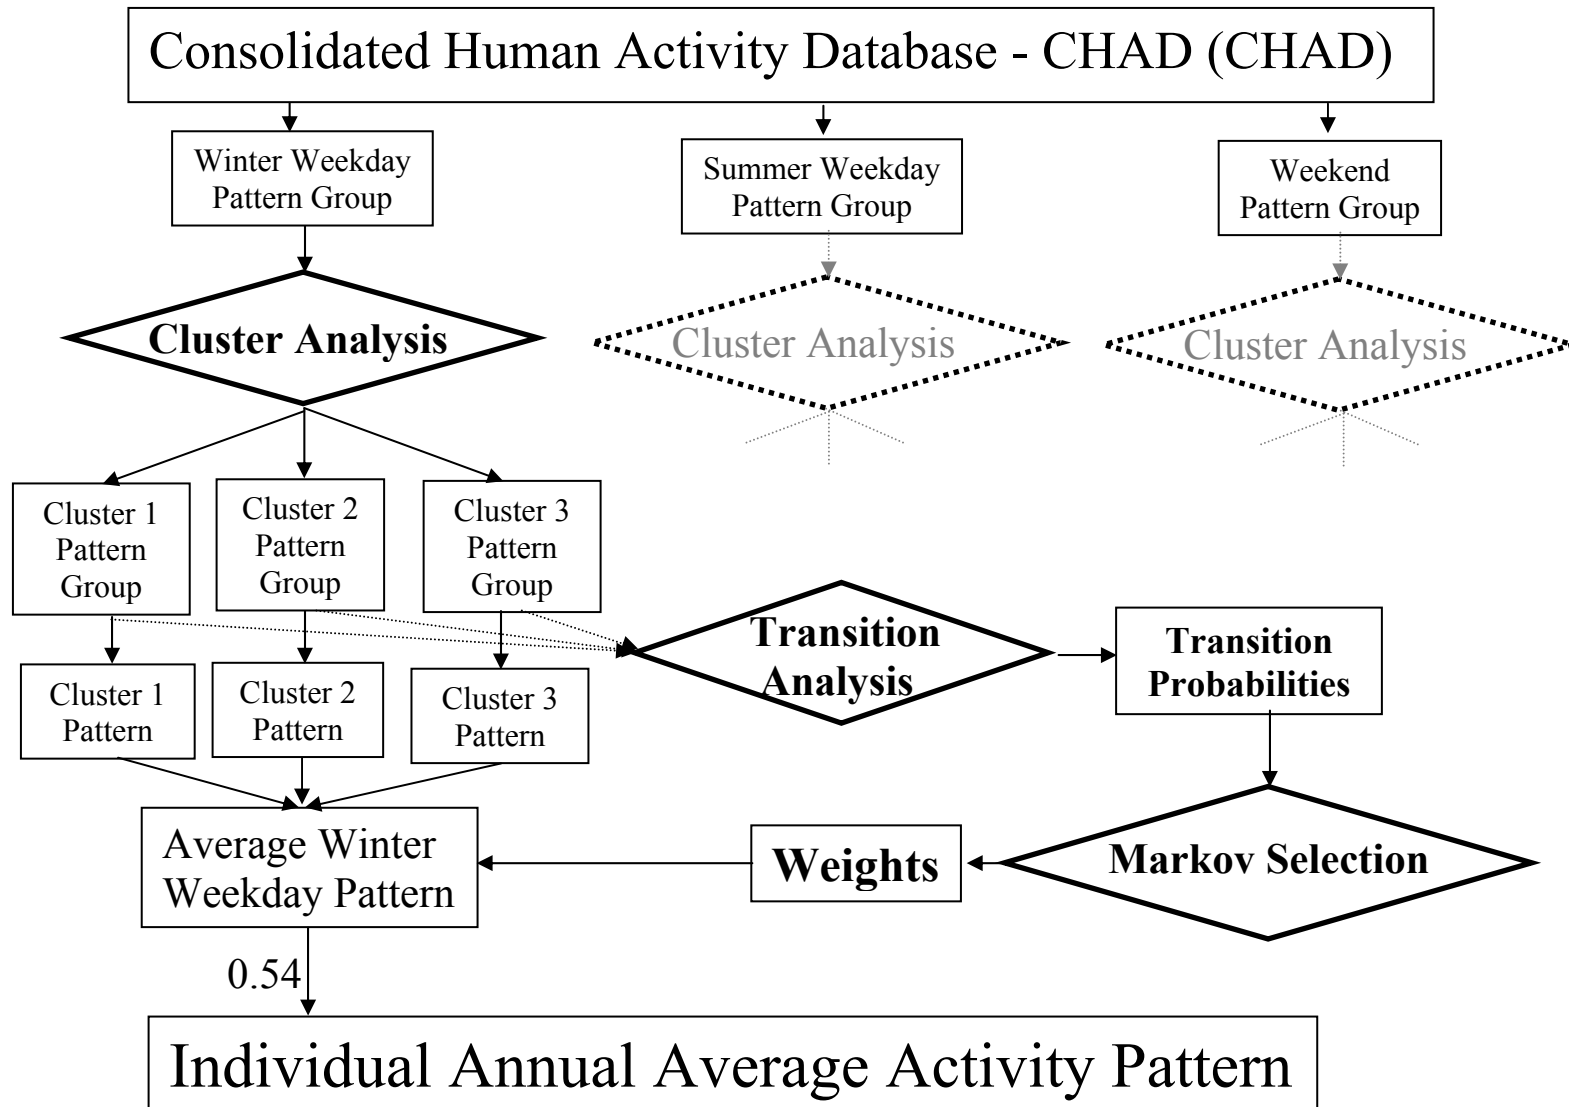 Consolidated Human Activity Database - CHAD (CHAD)
Winter Weekday
Pattern Group
Summer Weekday
Pattern Group
Weekend
Pattern Group
Cluster Analysis
Cluster Analysis
Cluster Analysis
Cluster 1
Pattern
Group
Cluster 2
Pattern
Group
Cluster 3
Pattern
Group
Transition
Analysis
Transition
Probabilities
Cluster 1
Pattern
Cluster 2
Pattern
Cluster 3
Pattern
Average Winter
Weekday Pattern
Weights
Markov Selection
0.54
Individual Annual Average Activity Pattern